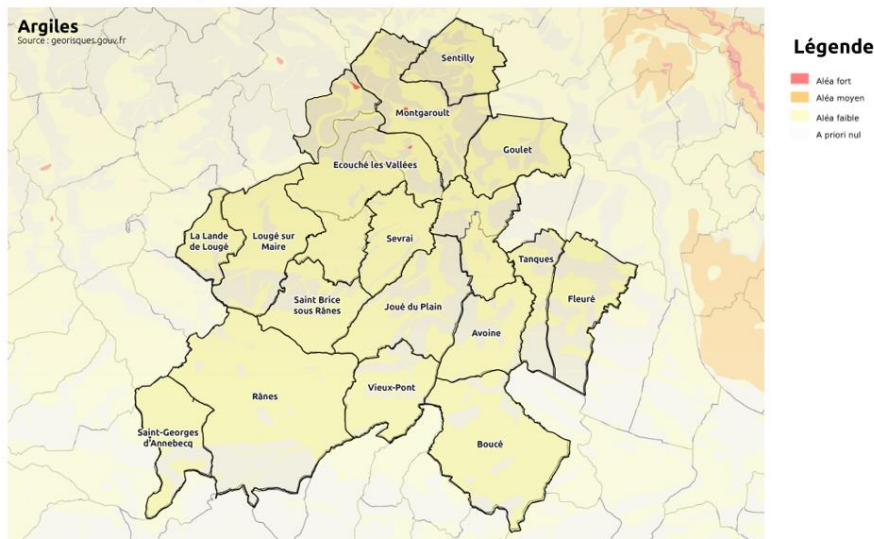 Argiles
Source : georisques.gouv.fr
Légende
Aléa fort
Aléa moyen
Aléa faible
A priori nul
Sentilly
Montgaroult
Goulet
Ecouché les Vallées
La Lande
de Lougé
Lougé sur
Maire
Sevrai
Tanques
Fleuré
Saint Brice
sous Rânes
Joué du Plain
Avoine
Vieux-Pont
Rânes
Saint-Georges
d'Annebecq
Boucé